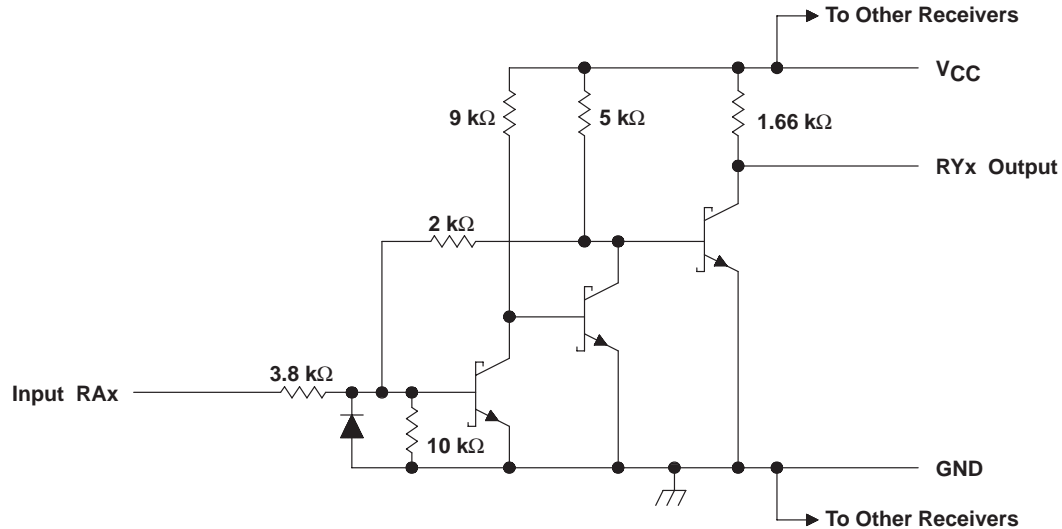 To Other Receivers
VCC
9 kΩ
5 kΩ
1.66 kΩ
RYx Output
2 kΩ
3.8 kΩ
Input RAx
10 kΩ
GND
To Other Receivers